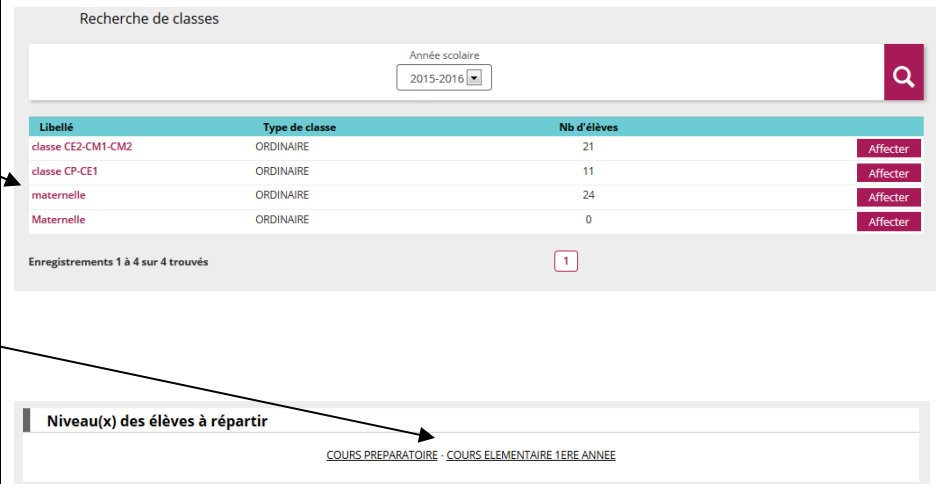 Recherche de classes
Année scolaire
2015-2016
Libellé Type de classe Nb d'élèves
classe CE2-CM1-CM2 ORDINAIRE 21 Affecter
classe CP-CE1 ORDINAIRE 11 Affecter
maternelle ORDINAIRE 24 Affecter
Maternelle ORDINAIRE 0 Affecter
Enregistrements 1 à 4 sur 4 trouvés 1
Niveau(x) des élèves à répartir
COURS PREPARATOIRE - COURS ELEMENTAIRE 1ERE ANNEE